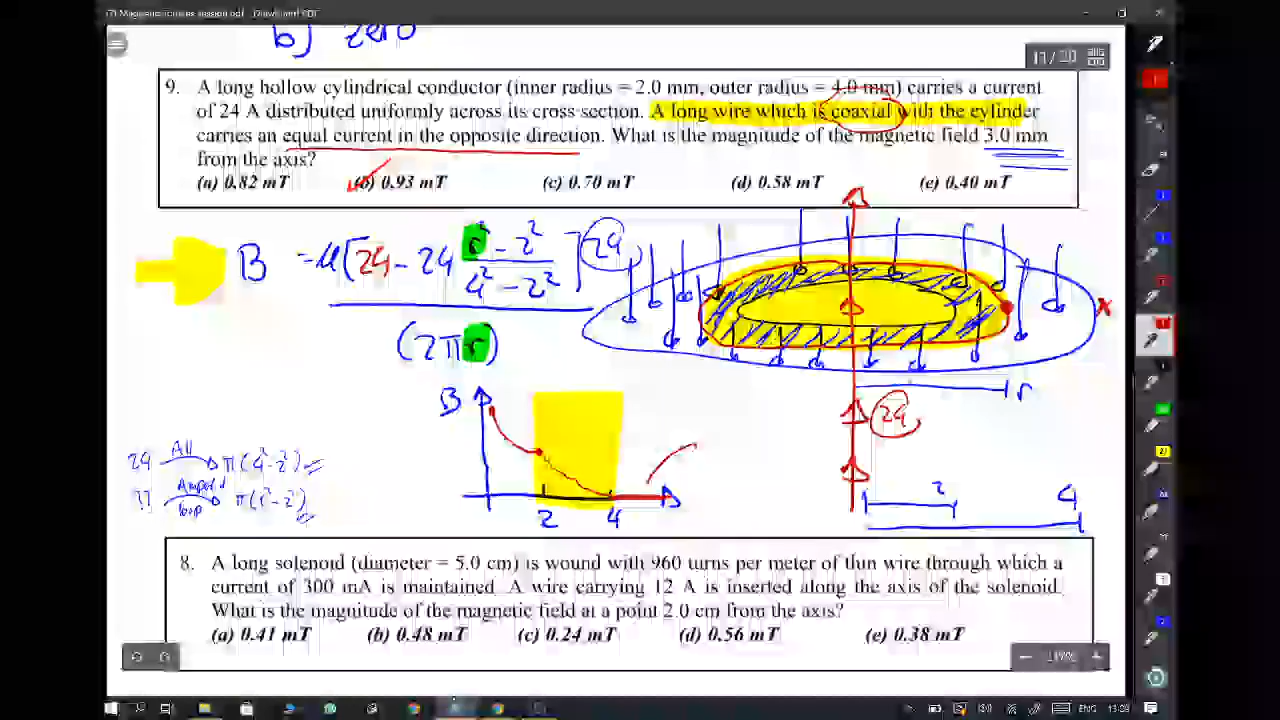 b) zero
11/20
9. A long hollow cylindrical conductor (inner radius = 2.0 mm, outer radius = 4.0 mm) carries a current
of 24 A distributed uniformly across its cross-section. A long wire which is coaxial with the cylinder
carries an equal current in the opposite direction. What is the magnitude of the magnetic field 3.0 mm
from the axis?
(a) 0.82 mT (b) 0.93 mT (c) 0.70 mT (d) 0.58 mT (e) 0.40 mT
B = μ[24 - 24 r² - 2² ] 24
4² - 2²
(2πr)
x
r
B
24
24 All π(4² - 2²)
?? loop π(r² - 2²)
2 4
2 4
8. A long solenoid (diameter = 5.0 cm) is wound with 960 turns per meter of thin wire through which a
current of 300 mA is maintained. A wire carrying 12 A is inserted along the axis of the solenoid.
What is the magnitude of the magnetic field at a point 2.0 cm from the axis?
(a) 0.41 mT (b) 0.48 mT (c) 0.24 mT (d) 0.56 mT (e) 0.38 mT
ENG